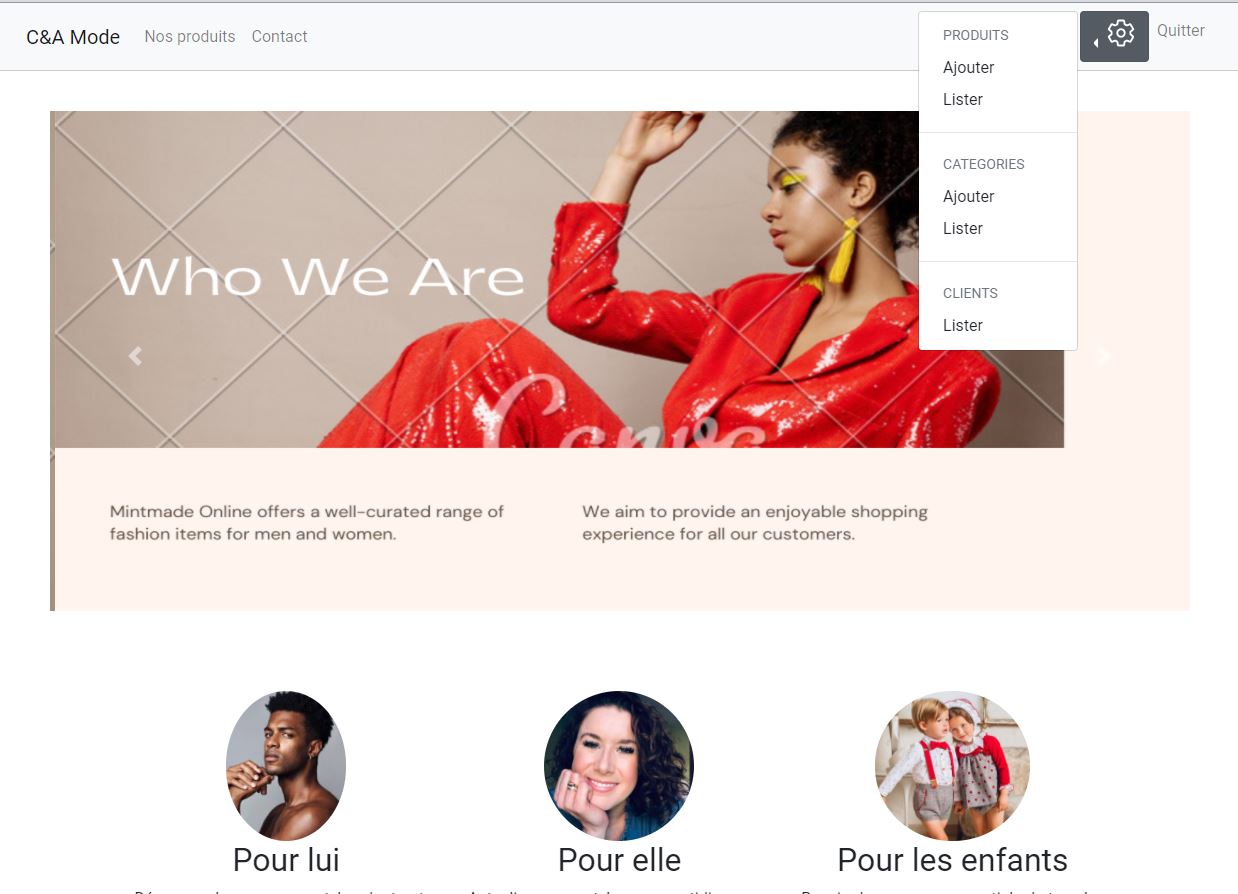 C&A Mode Nos produits Contact
Quitter
PRODUITS
Ajouter
Lister
CATEGORIES
Ajouter
Lister
CLIENTS
Lister
Who We Are
Canva
Mintmade Online offers a well-curated range of
fashion items for men and women.
We aim to provide an enjoyable shopping
experience for all our customers.
Pour lui
Pour elle
Pour les enfants